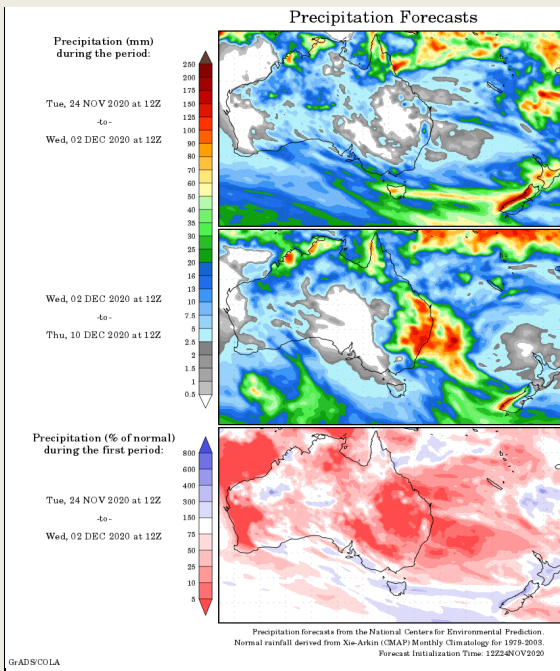 Precipitation Forecasts
Precipitation (mm)
during the period:
Tue, 24 NOV 2020 at 12Z
-to-
Wed, 02 DEC 2020 at 12Z
250
200
175
150
125
100
90
80
70
60
50
45
40
35
30
25
20
16
13
10
7.5
5
2.5
2
1.5
1
0.5
Wed, 02 DEC 2020 at 12Z
-to-
Thu, 10 DEC 2020 at 12Z
Precipitation (% of normal)
during the first period:
Tue, 24 NOV 2020 at 12Z
-to-
Wed, 02 DEC 2020 at 12Z
800
600
400
300
150
75
50
25
10
5
Precipitation forecasts from the National Centers for Environmental Prediction.
Normal rainfall derived from Xie-Arkin (CMAP) Monthly Climatology for 1979-2003.
Forecast Initialization Time: 12Z24NOV2020
GrADS/COLA